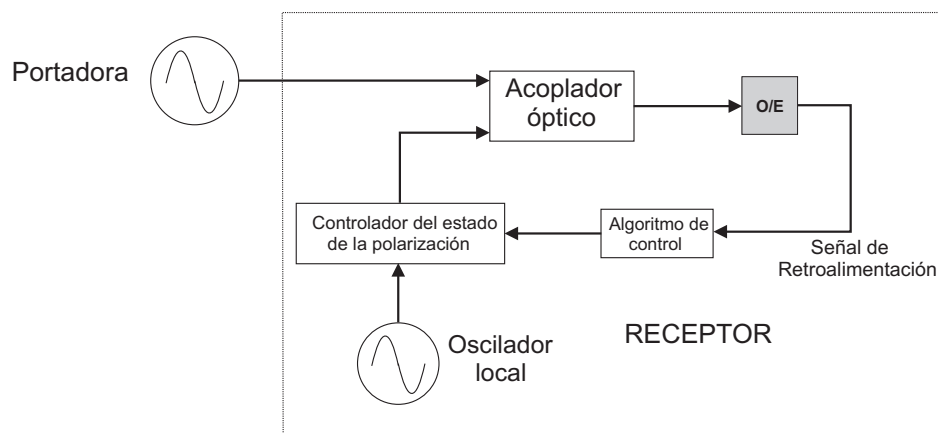 Portadora
Acoplador
óptico
O/E
Controlador del estado
de la polarización
Algoritmo de
control
Señal de
Retroalimentación
Oscilador
local
RECEPTOR